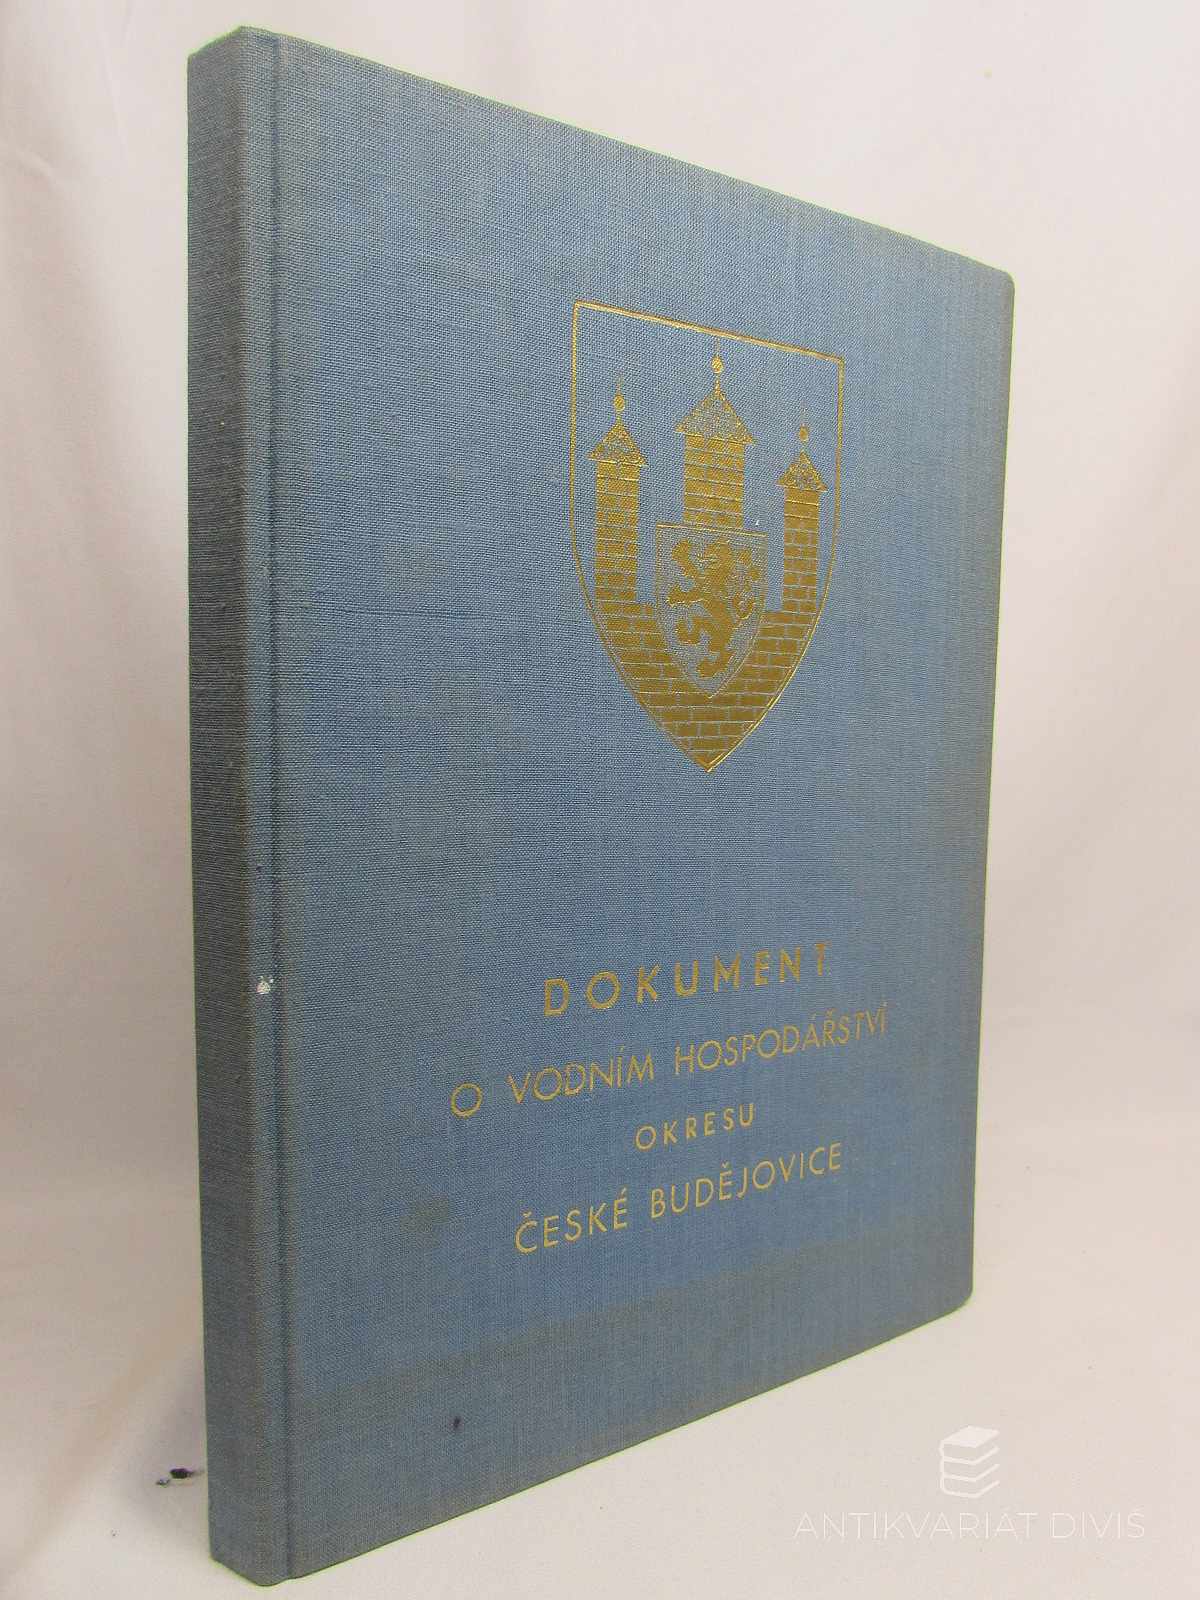 DOKUMENT
O VODNÍM HOSPODÁŘSTVÍ
OKRESU
ČESKÉ BUDĚJOVICE
ANTIKVARIÁT DIVIŠ